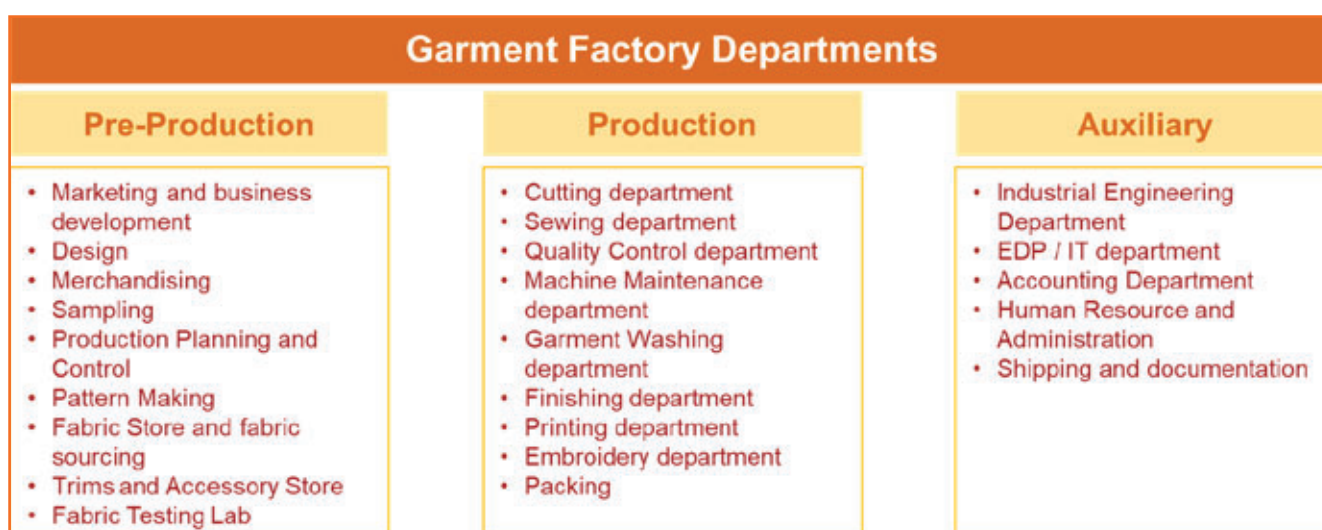 Garment Factory Departments
Pre-Production
• Marketing and business
development
• Design
• Merchandising
• Sampling
• Production Planning and
Control
• Pattern Making
• Fabric Store and fabric
sourcing
• Trims and Accessory Store
• Fabric Testing Lab
Production
• Cutting department
• Sewing department
• Quality Control department
• Machine Maintenance
department
• Garment Washing
department
• Finishing department
• Printing department
• Embroidery department
• Packing
Auxiliary
• Industrial Engineering
Department
• EDP / IT department
• Accounting Department
• Human Resource and
Administration
• Shipping and documentation